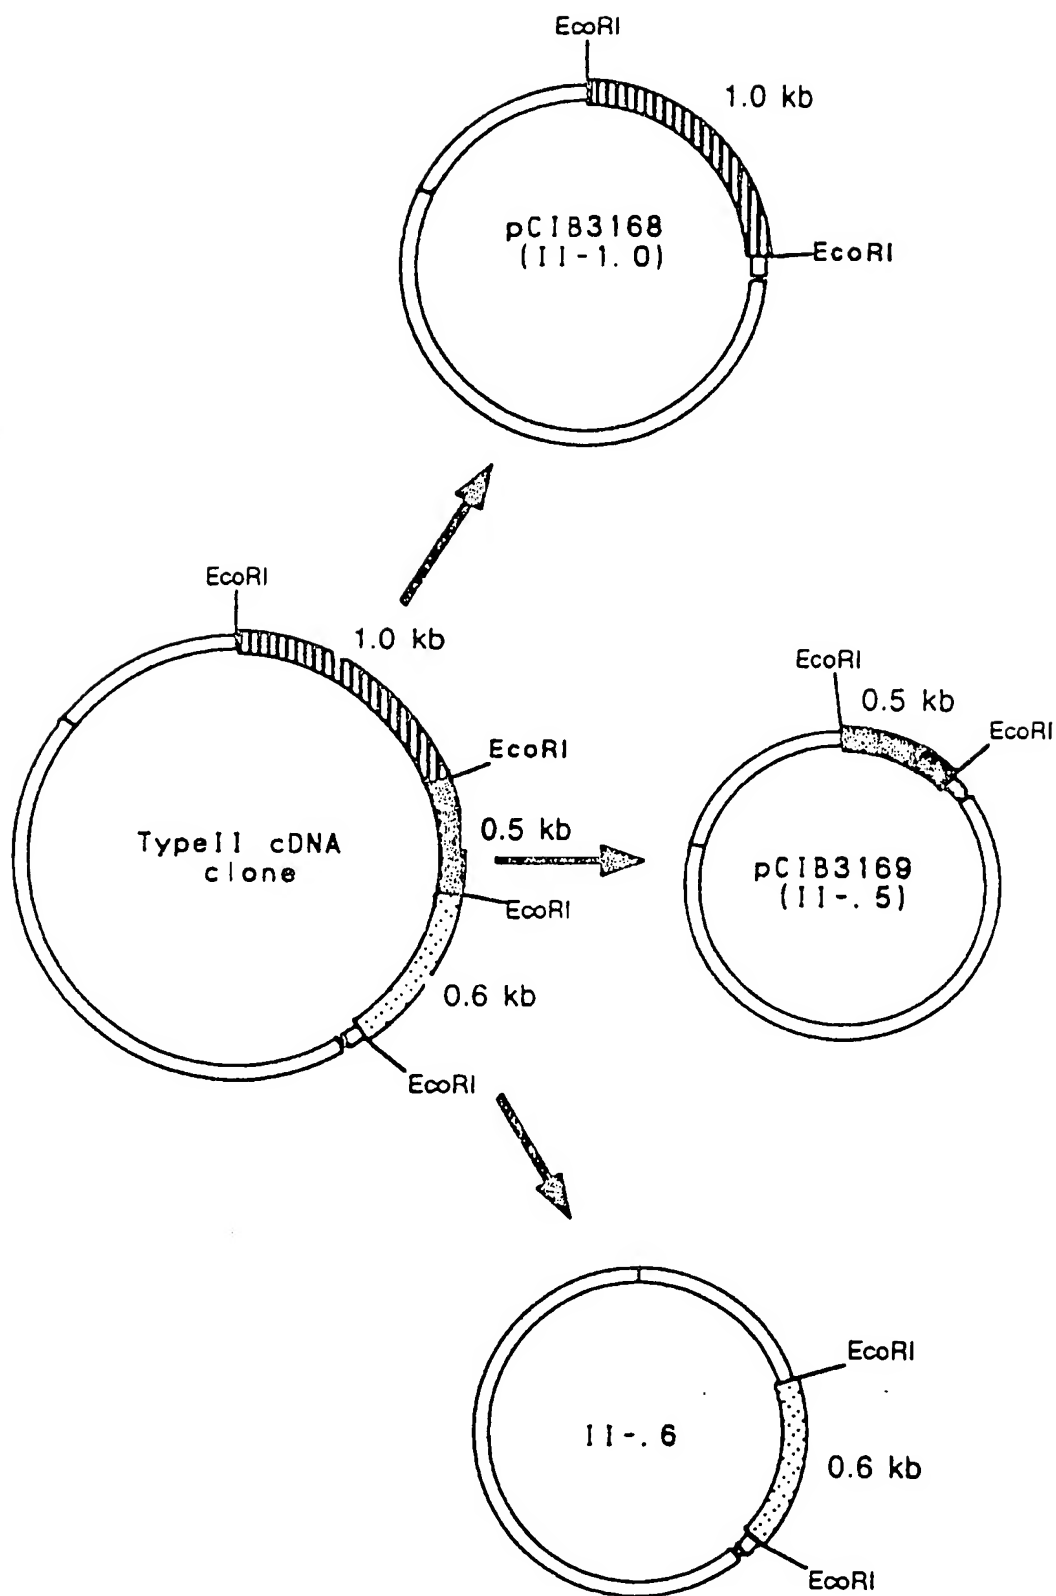 EcoRI
1.0 kb
pCIB3168
(II-1.0)
EcoRI
EcoRI
1.0 kb
EcoRI
0.5 kb
TypeII cDNA
clone
EcoRI
0.6 kb
EcoRI
EcoRI
0.5 kb
EcoRI
pCIB3169
(II-.5)
EcoRI
II-.6
0.6 kb
EcoRI